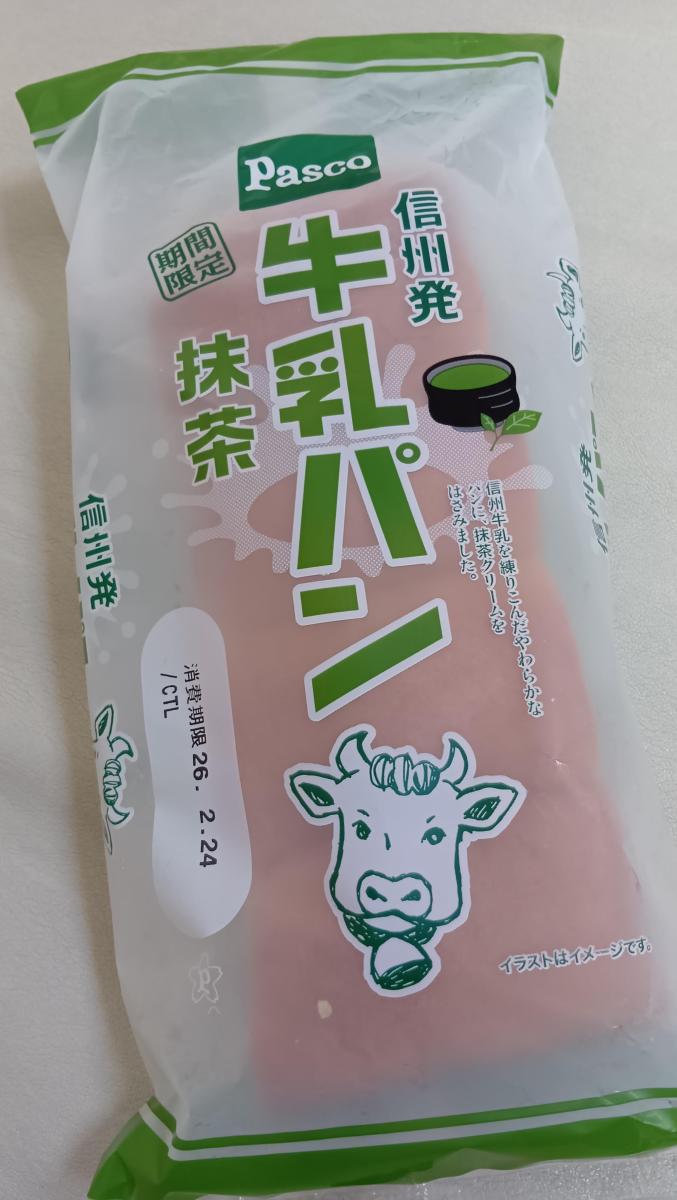 Pasco
信州発
牛乳パン
期間
限定
抹茶
信州牛乳を練りこんだやわらかな
パンに、抹茶クリームを
はさみました。
信州発
消費期限 26. 2.24
/CTL
イラストはイメージです。